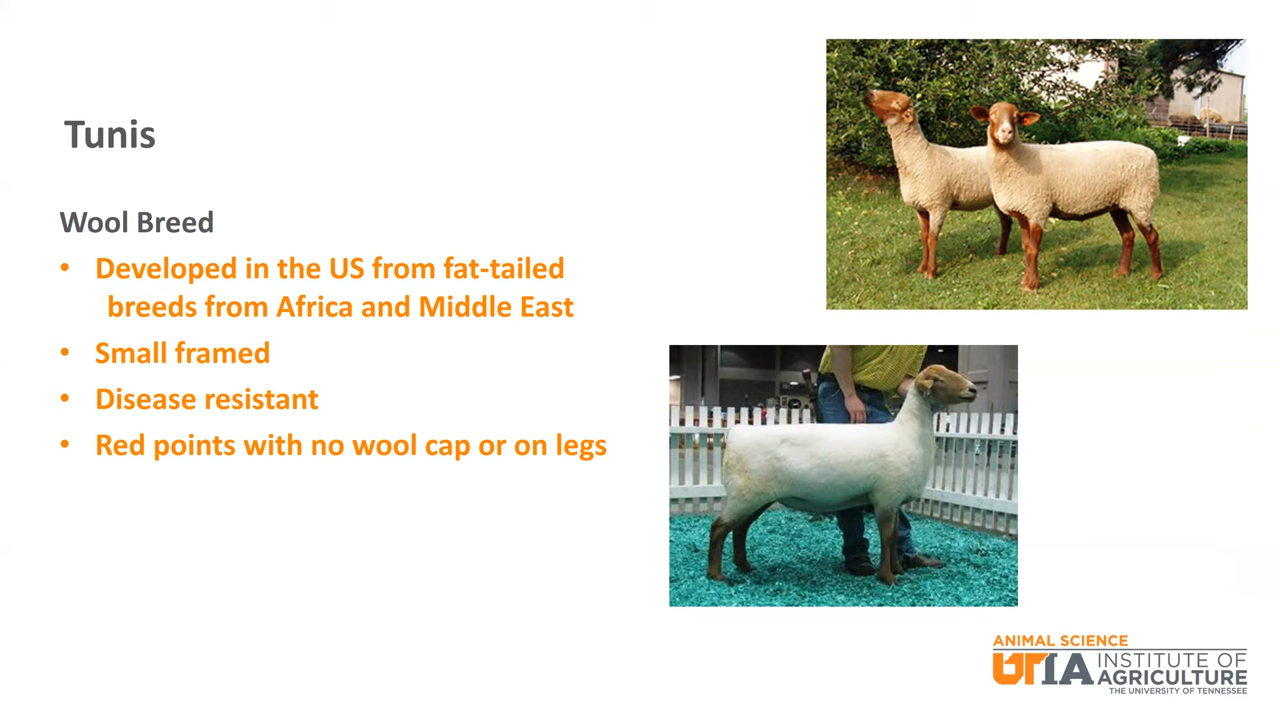 Tunis
Wool Breed
• Developed in the US from fat-tailed
breeds from Africa and Middle East
• Small framed
• Disease resistant
• Red points with no wool cap or on legs
ANIMAL SCIENCE
UTIA INSTITUTE OF
AGRICULTURE
THE UNIVERSITY OF TENNESSEE